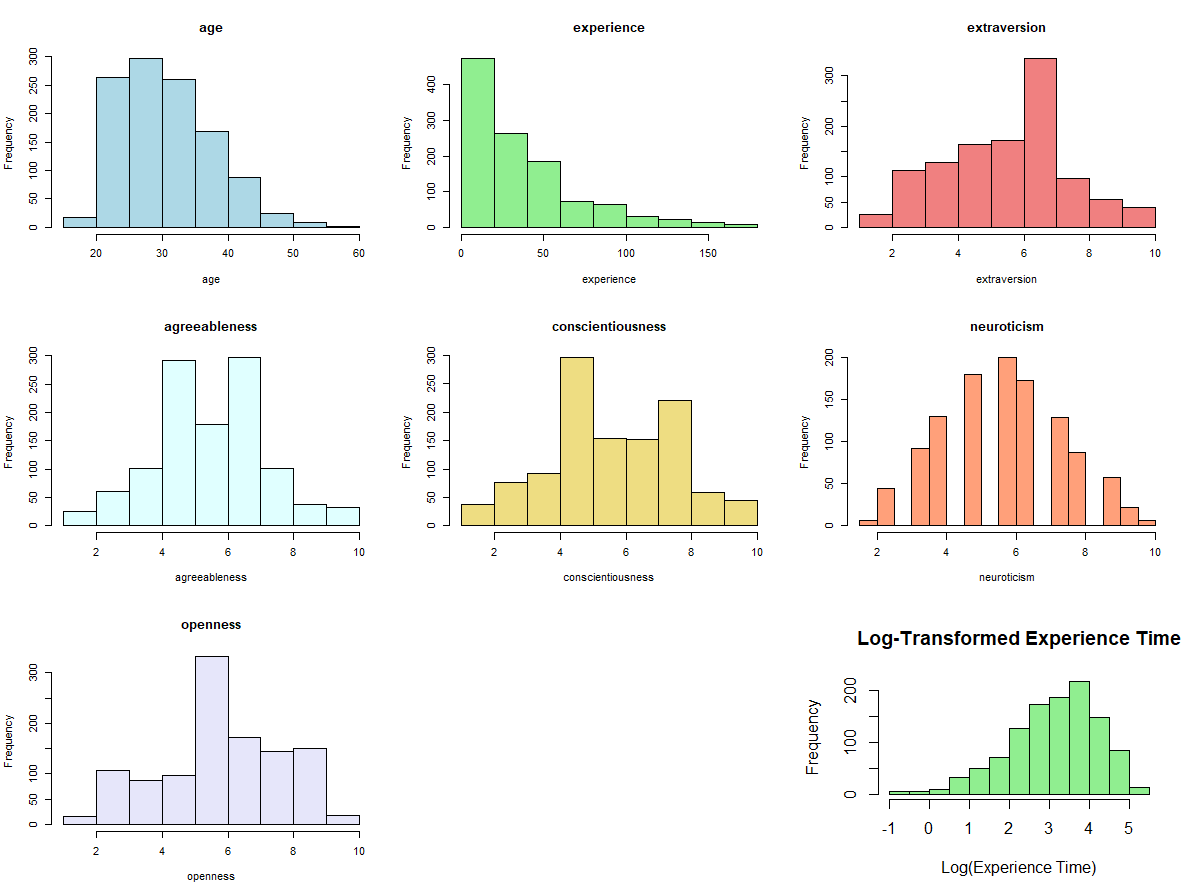 age
Frequency
0 50 100 150 200 250 300
20 30 40 50 60
age
experience
Frequency
0 100 200 300 400
0 50 100 150
experience
extraversion
Frequency
0 100 200 300
2 4 6 8 10
extraversion
agreeableness
Frequency
0 50 100 150 200 250 300
2 4 6 8 10
agreeableness
conscientiousness
Frequency
0 50 100 150 200 250 300
2 4 6 8 10
conscientiousness
neuroticism
Frequency
0 50 100 150 200
2 4 6 8 10
neuroticism
openness
Frequency
0 50 100 200 300
2 4 6 8 10
openness
Log-Transformed Experience Time
Frequency
0 100 200
-1 0 1 2 3 4 5
Log(Experience Time)